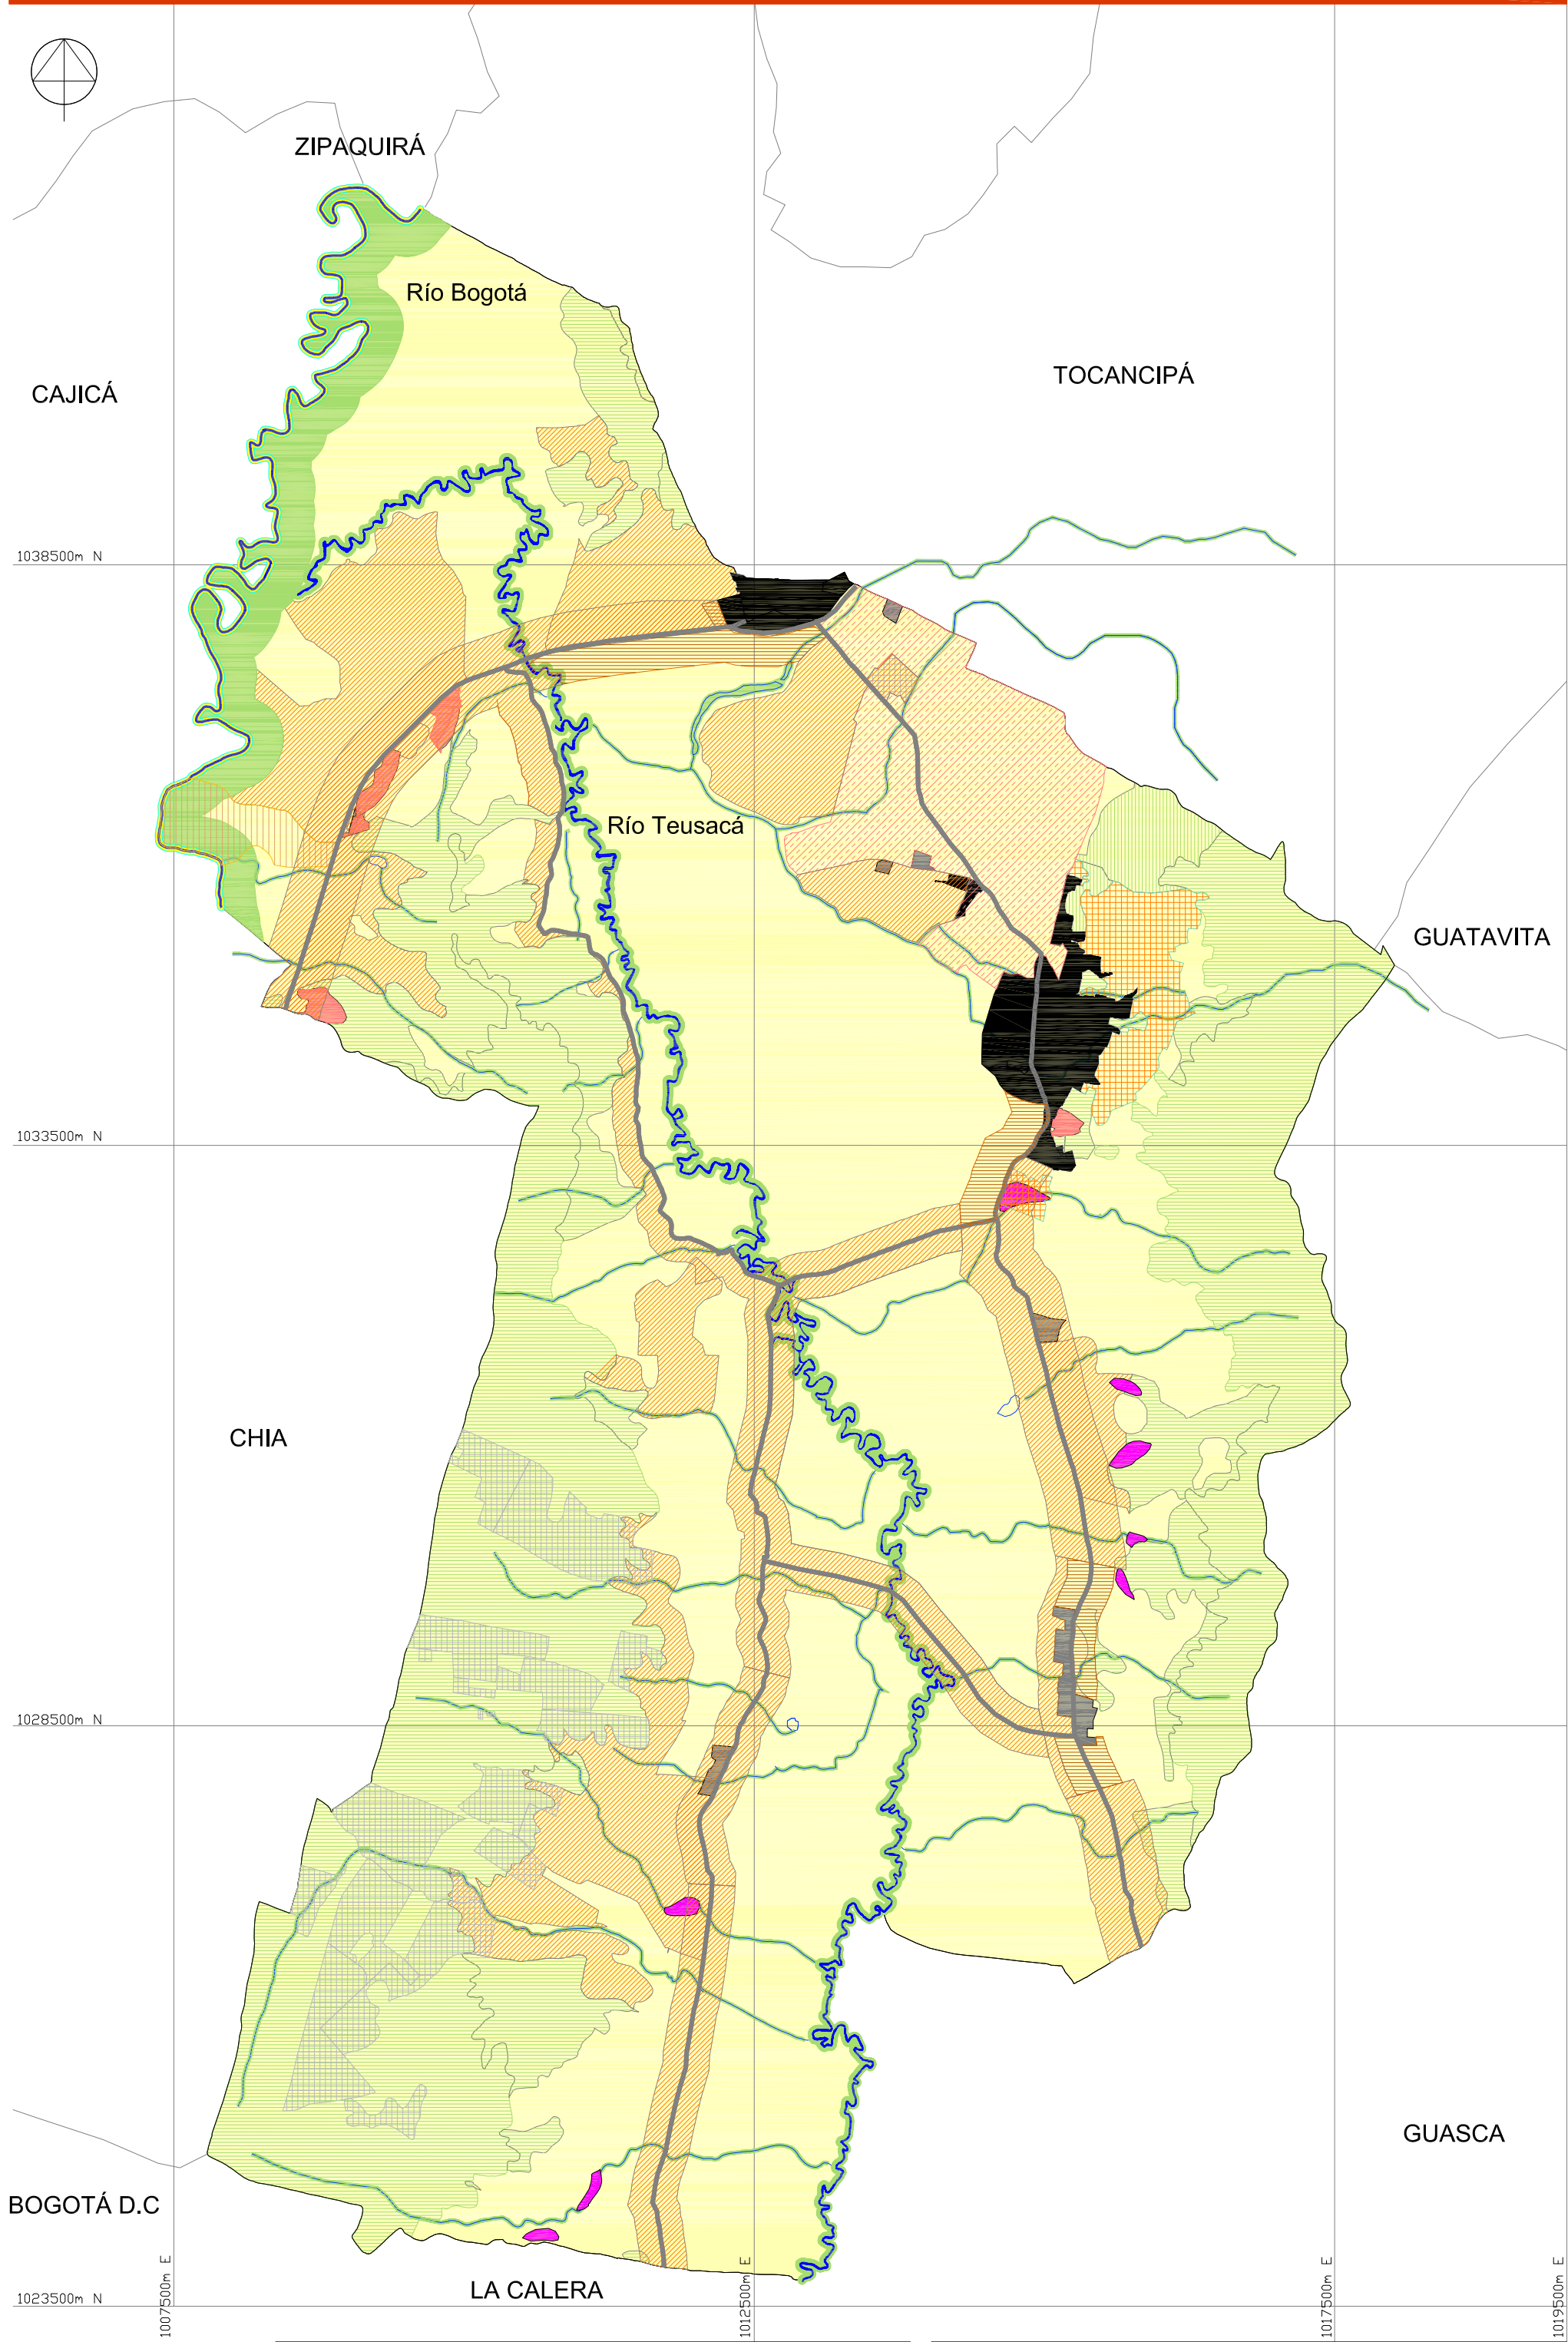 ZIPAQUIRÁ
Río Bogotá
TOCANCIPÁ
CAJICÁ
1038500m N
Río Teusacá
GUATAVITA
1033500m N
CHIA
1028500m N
GUASCA
BOGOTÁ D.C
LA CALERA
1023500m N
1007500m E
1012500m E
1017500m E
1019500m E